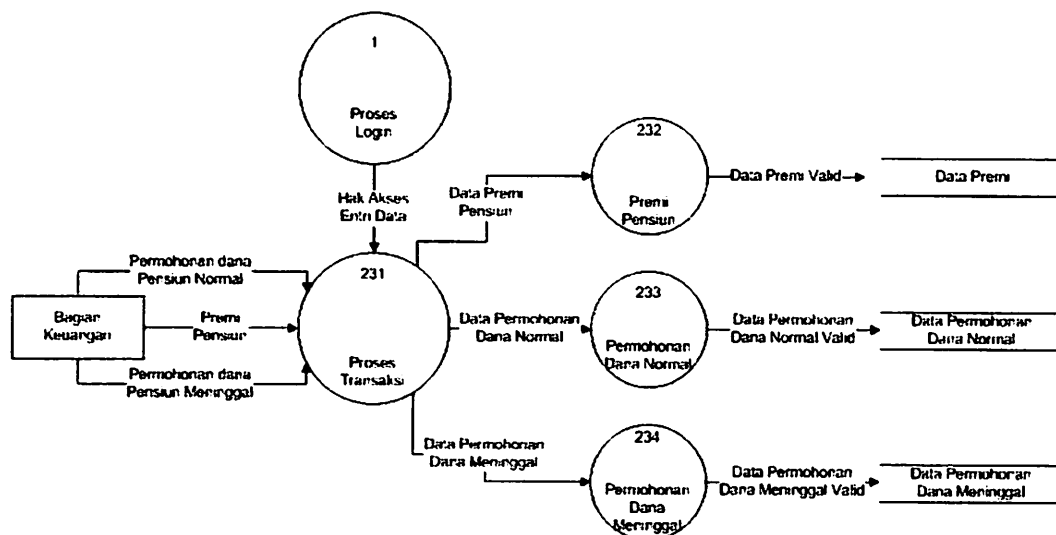 1
Proses
Login
Hak Akses
Entri Data
Data Premi
Pensiun
232
Premi
Pensiun
Data Premi Valid
Data Premi
Permohonan dana
Pensiun Normal
Bagian
Keuangan
Premi
Pensiun
Permohonan dana
Pensiun Meninggal
231
Proses
Transaksi
Data Permohonan
Dana Normal
233
Permohonan
Dana Normal
Data Permohonan
Dana Normal Valid
Data Permohonan
Dana Normal
Data Permohonan
Dana Meninggal
234
Permohonan
Dana
Meninggal
Data Permohonan
Dana Meninggal Valid
Data Permohonan
Dana Meninggal